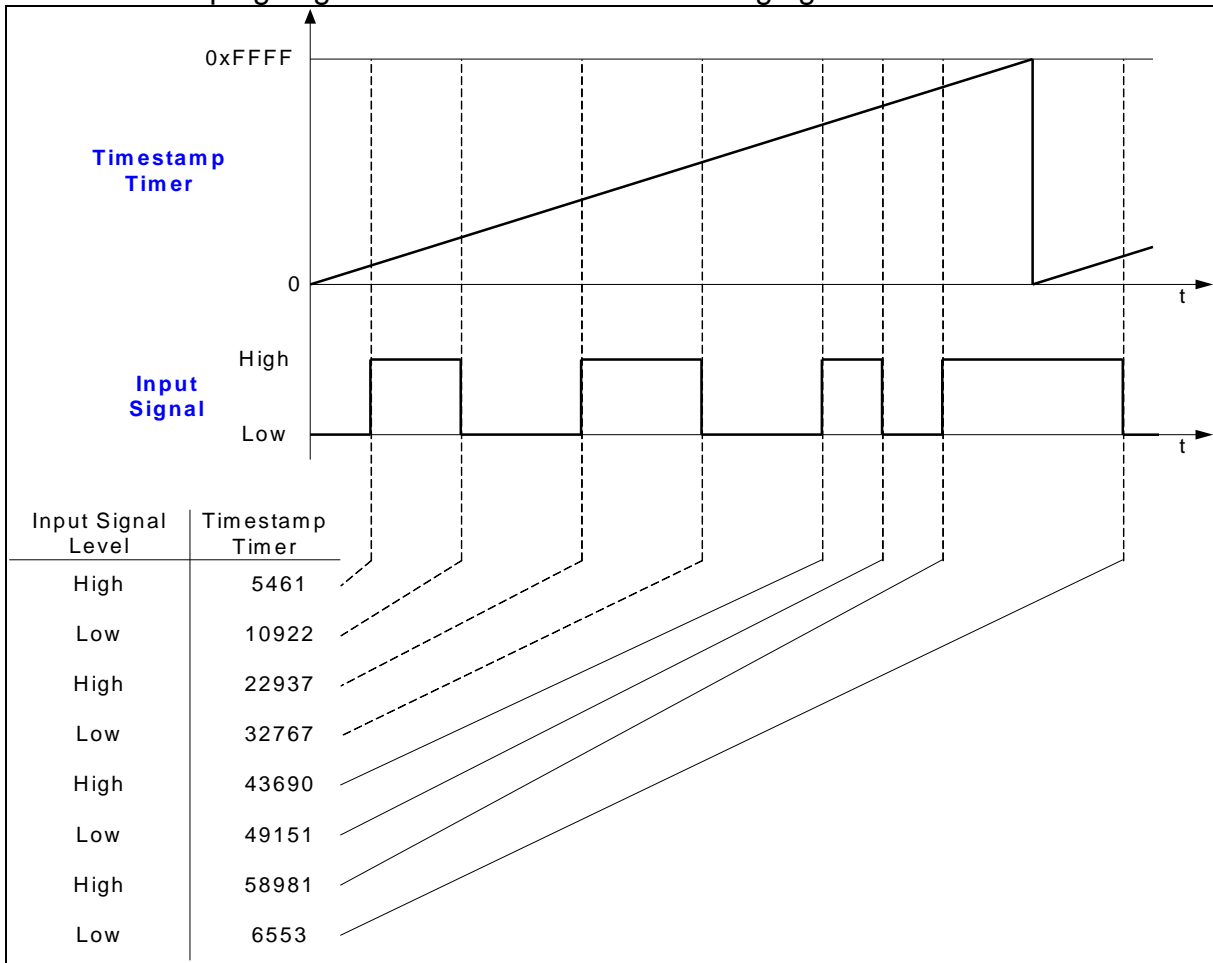 0xFFFF
Timestamp
Timer
0
t
High
Input
Signal
Low
t
Input Signal Level | Timestamp Timer
High 5461
Low 10922
High 22937
Low 32767
High 43690
Low 49151
High 58981
Low 6553